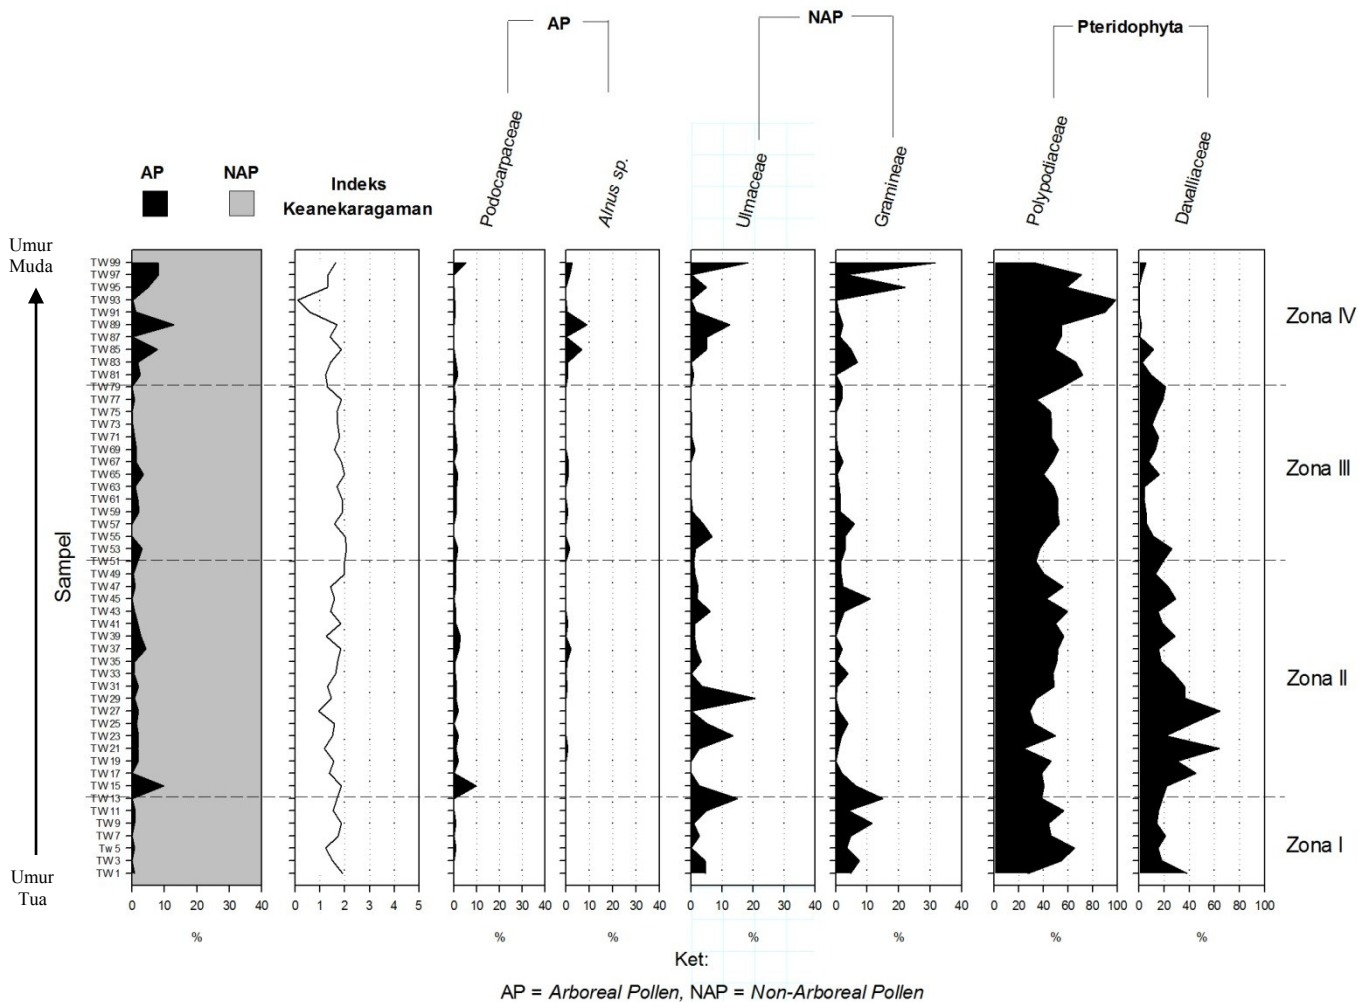 AP
NAP
Pteridophyta
Podocarpaceae
Alnus sp.
Ulmaceae
Gramineae
Polypodiaceae
Davalliaceae
AP
NAP
Indeks
Keanekaragaman
Umur
Muda
Sampel
Umur
Tua
TW99
TW97
TW95
TW93
TW91
TW89
TW87
TW85
TW83
TW81
TW79
TW77
TW75
TW73
TW71
TW69
TW67
TW65
TW63
TW61
TW59
TW57
TW55
TW53
TW51
TW49
TW47
TW45
TW43
TW41
TW39
TW37
TW35
TW33
TW31
TW29
TW27
TW25
TW23
TW21
TW19
TW17
TW15
TW13
TW11
TW9
TW7
Tw5
TW3
TW1
Zona IV
Zona III
Zona II
Zona I
0 10 20 30 40
0 1 2 3 4 5
0 10 20 30 40
0 10 20 30 40
0 10 20 30 40
0 10 20 30 40
0 20 40 60 80 100
0 20 40 60 80 100
% % % % % % %
Ket:
AP = Arboreal Pollen, NAP = Non-Arboreal Pollen